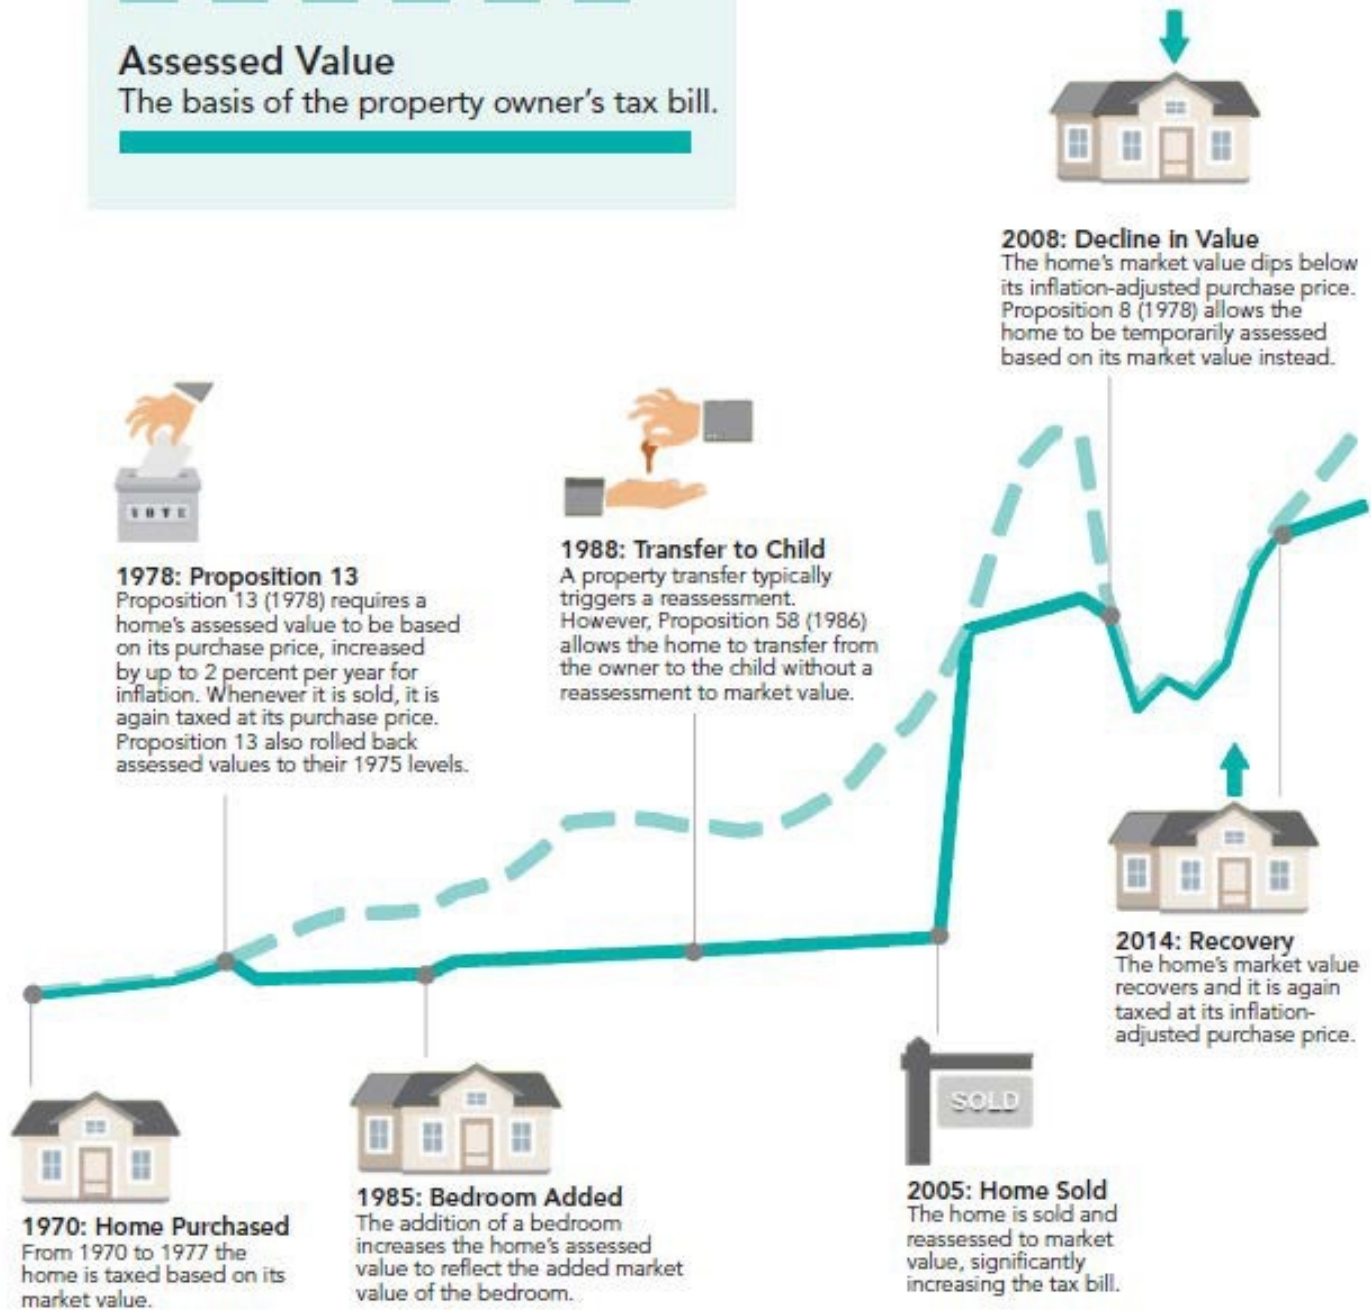 Assessed Value
The basis of the property owner's tax bill.
2008: Decline in Value
The home's market value dips below
its inflation-adjusted purchase price.
Proposition 8 (1978) allows the
home to be temporarily assessed
based on its market value instead.
VOTE
1978: Proposition 13
Proposition 13 (1978) requires a
home's assessed value to be based
on its purchase price, increased
by up to 2 percent per year for
inflation. Whenever it is sold, it is
again taxed at its purchase price.
Proposition 13 also rolled back
assessed values to their 1975 levels.
1988: Transfer to Child
A property transfer typically
triggers a reassessment.
However, Proposition 58 (1986)
allows the home to transfer from
the owner to the child without a
reassessment to market value.
2014: Recovery
The home's market value
recovers and it is again
taxed at its inflation-
adjusted purchase price.
1970: Home Purchased
From 1970 to 1977 the
home is taxed based on its
market value.
1985: Bedroom Added
The addition of a bedroom
increases the home's assessed
value to reflect the added market
value of the bedroom.
SOLD
2005: Home Sold
The home is sold and
reassessed to market
value, significantly
increasing the tax bill.